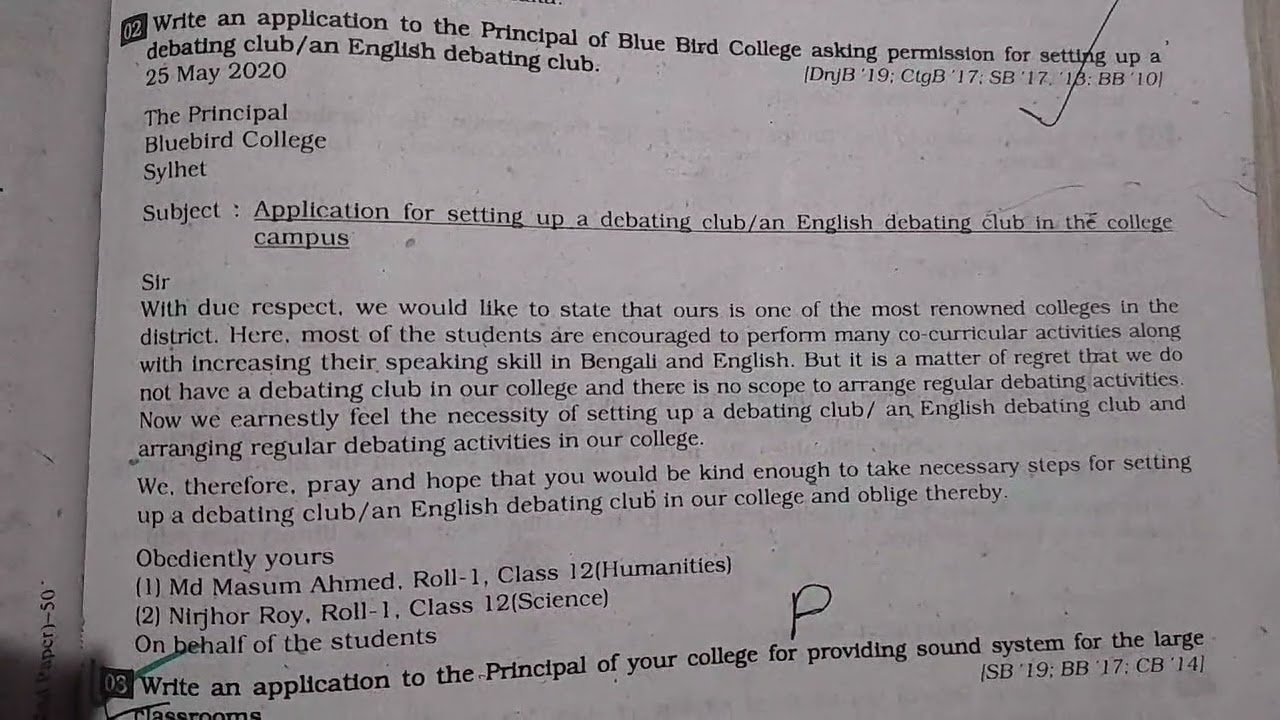 02 Write an application to the Principal of Blue Bird College asking permission for setting up a
debating club/an English debating club.
[DnjB '19; CtgB '17; SB '17, '13; BB '10]
25 May 2020
The Principal
Bluebird College
Sylhet
Subject : Application for setting up a debating club/an English debating club in the college
campus
Sir
With due respect, we would like to state that ours is one of the most renowned colleges in the
district. Here, most of the students are encouraged to perform many co-curricular activities along
with increasing their speaking skill in Bengali and English. But it is a matter of regret that we do
not have a debating club in our college and there is no scope to arrange regular debating activities.
Now we earnestly feel the necessity of setting up a debating club/ an English debating club and
arranging regular debating activities in our college.
We, therefore, pray and hope that you would be kind enough to take necessary steps for setting
up a debating club/an English debating club in our college and oblige thereby.
Obediently yours
(1) Md Masum Ahmed, Roll-1, Class 12(Humanities)
(2) Nirjhor Roy, Roll-1, Class 12(Science)
On behalf of the students
P
03 Write an application to the Principal of your college for providing sound system for the large
classrooms
[SB '19; BB '17; CB '14]
Paper)-50